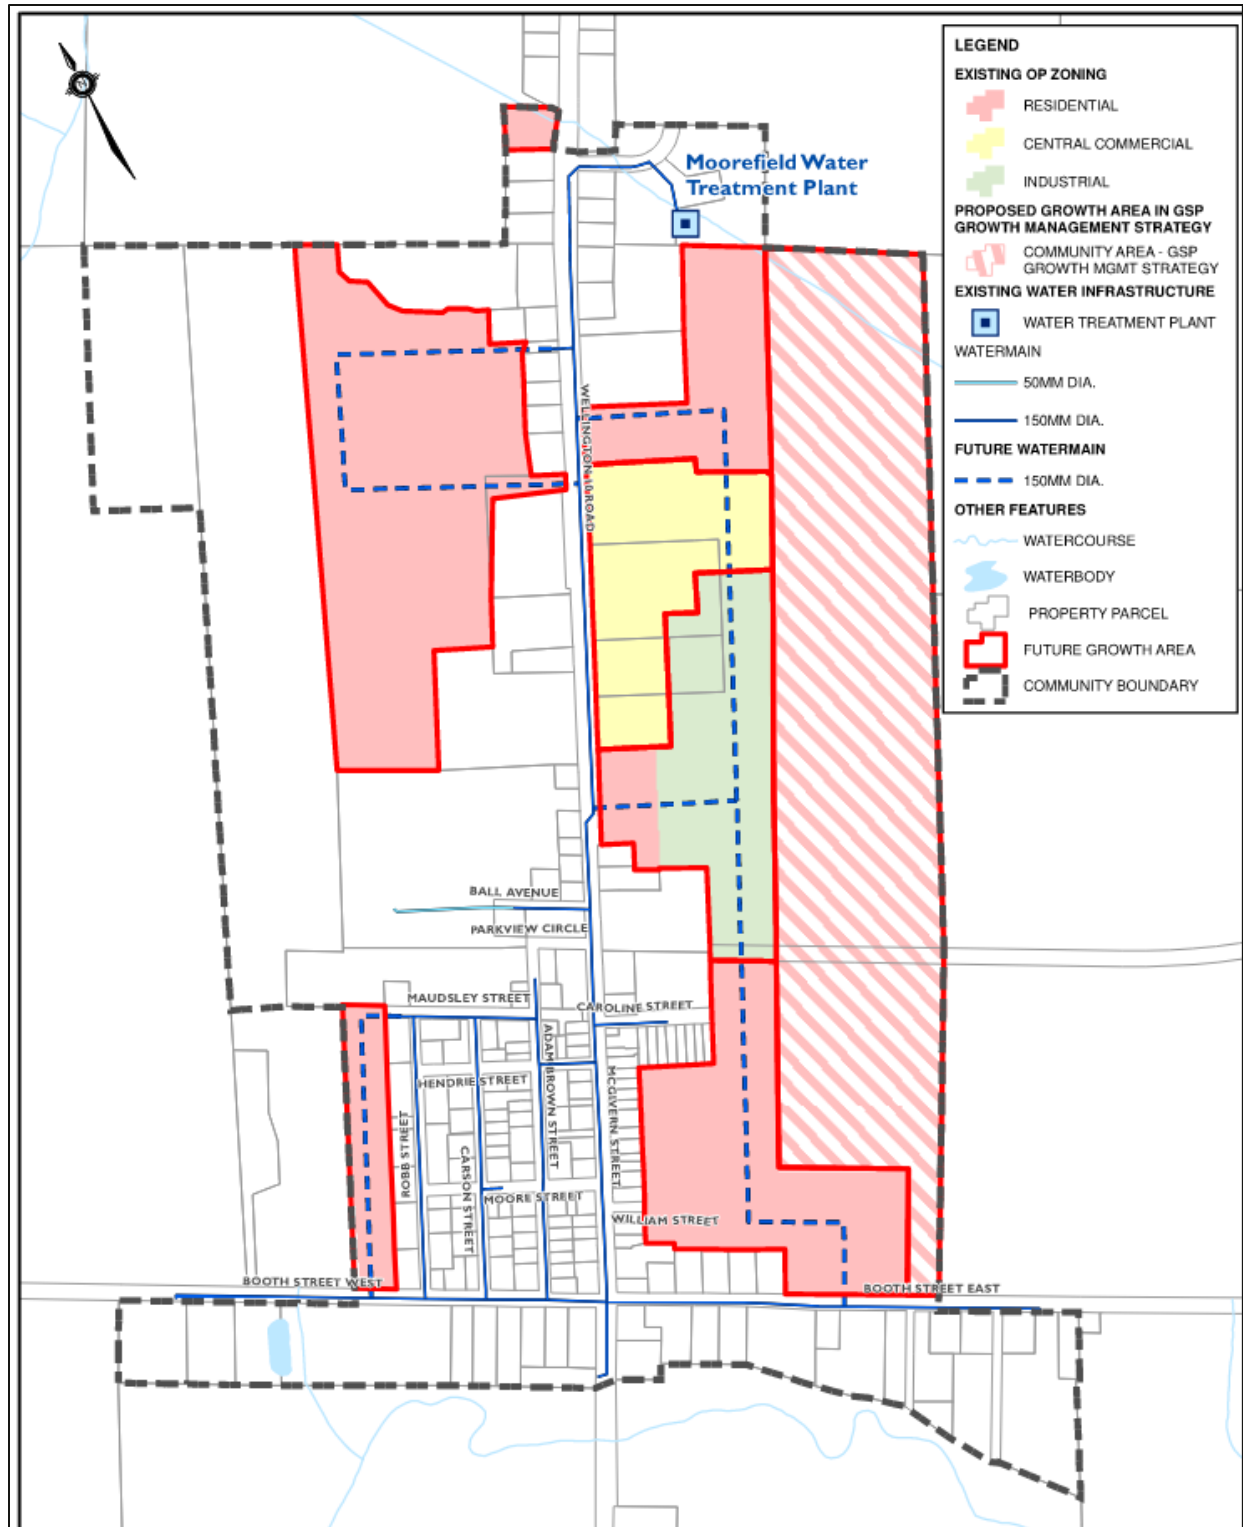 LEGEND
EXISTING OP ZONING
RESIDENTIAL
CENTRAL COMMERCIAL
INDUSTRIAL
PROPOSED GROWTH AREA IN GSP
GROWTH MANAGEMENT STRATEGY
COMMUNITY AREA - GSP
GROWTH MGMT STRATEGY
EXISTING WATER INFRASTRUCTURE
WATER TREATMENT PLANT
WATERMAIN
50MM DIA.
150MM DIA.
FUTURE WATERMAIN
150MM DIA.
OTHER FEATURES
WATERCOURSE
WATERBODY
PROPERTY PARCEL
FUTURE GROWTH AREA
COMMUNITY BOUNDARY
Moorefield Water
Treatment Plant
WELLINGTON 10 ROAD
BALL AVENUE
PARKVIEW CIRCLE
MAUDSLEY STREET
CAROLINE STREET
HENDRIE STREET
ADAM BROWN STREET
MCGIVERN STREET
ROBB STREET
CARSON STREET
MOORE STREET
WILLIAM STREET
BOOTH STREET WEST
BOOTH STREET EAST